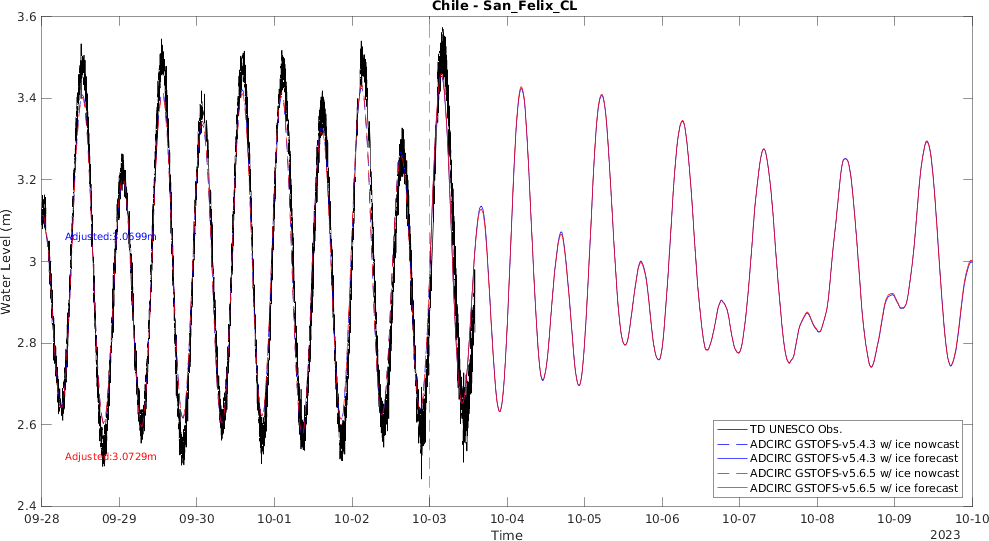 Chile - San_Felix_CL
3.6
3.4
3.2
3
2.8
2.6
2.4
Water Level (m)
Adjusted:3.0599m
Adjusted:3.0729m
TD UNESCO Obs.
ADCIRC GSTOFS-v5.4.3 w/ ice nowcast
ADCIRC GSTOFS-v5.4.3 w/ ice forecast
ADCIRC GSTOFS-v5.6.5 w/ ice nowcast
ADCIRC GSTOFS-v5.6.5 w/ ice forecast
09-28 09-29 09-30 10-01 10-02 10-03 10-04 10-05 10-06 10-07 10-08 10-09 10-10
Time
2023